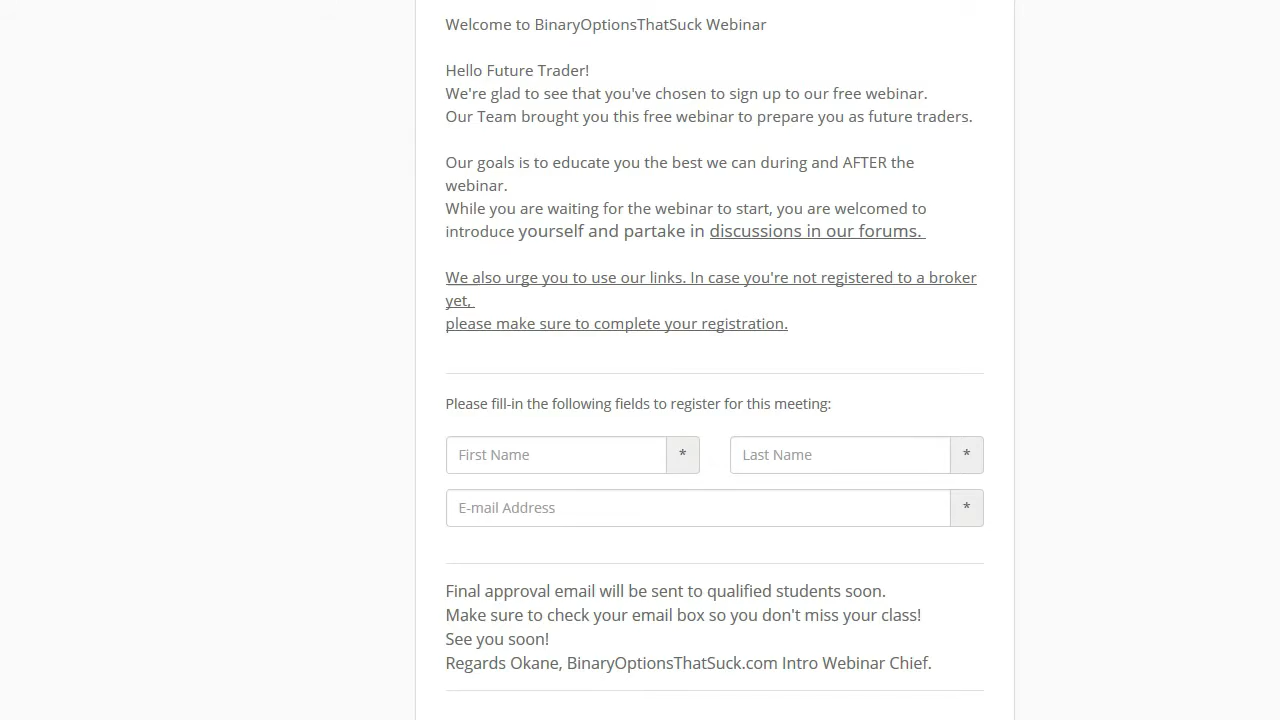 Welcome to BinaryOptionsThatSuck Webinar
Hello Future Trader!
We're glad to see that you've chosen to sign up to our free webinar.
Our Team brought you this free webinar to prepare you as future traders.
Our goals is to educate you the best we can during and AFTER the
webinar.
While you are waiting for the webinar to start, you are welcomed to
introduce yourself and partake in discussions in our forums.
We also urge you to use our links. In case you're not registered to a broker
yet,
please make sure to complete your registration.
Please fill-in the following fields to register for this meeting:
First Name * Last Name *
E-mail Address *
Final approval email will be sent to qualified students soon.
Make sure to check your email box so you don't miss your class!
See you soon!
Regards Okane, BinaryOptionsThatSuck.com Intro Webinar Chief.